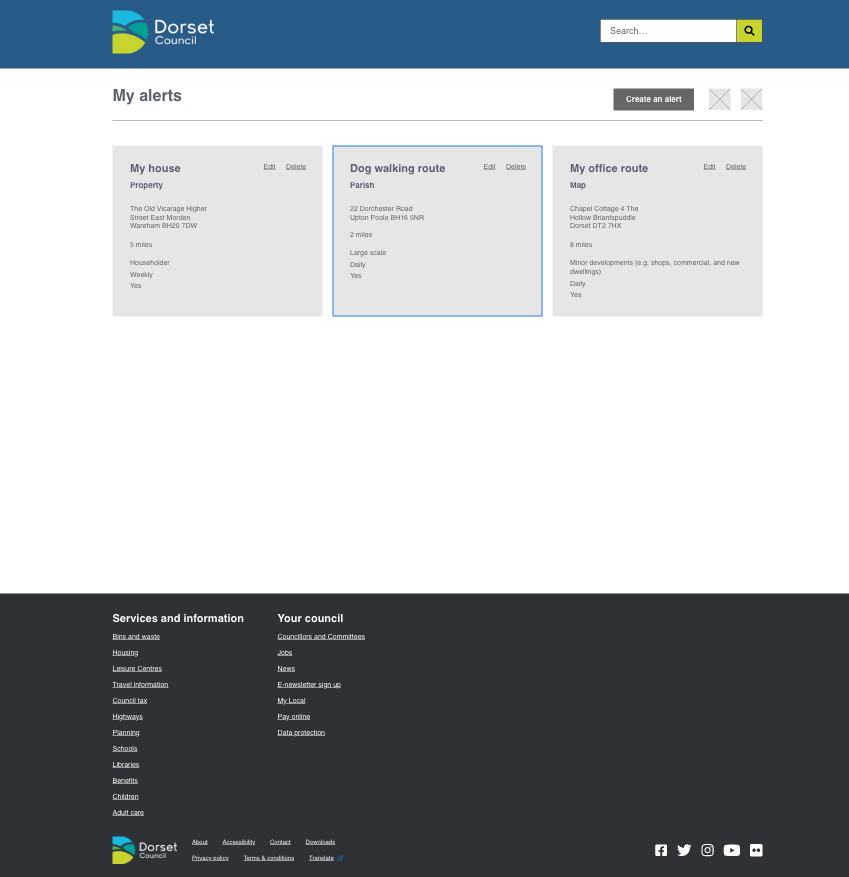 Dorset
Council
Search...
My alerts
Create an alert
My house
Edit
Delete
Property
The Old Vicarage Higher
Street East Morden
Wareham BH20 7DW
5 miles
Householder
Weekly
Yes
Dog walking route
Edit
Delete
Parish
22 Dorchester Road
Upton Poole BH16 5NR
2 miles
Large scale
Daily
Yes
My office route
Edit
Delete
Map
Chapel Cottage 4 The
Hollow Briantspuddle
Dorset DT2 7HX
8 miles
Minor developments (e.g. shops, commercial, and new
dwellings)
Daily
Yes
Services and information
Bins and waste
Housing
Leisure Centres
Travel information
Council tax
Highways
Planning
Schools
Libraries
Benefits
Children
Adult care
Your council
Councillors and Committees
Jobs
News
E-newsletter sign up
My Local
Pay online
Data protection
Dorset
Council
About
Accessibility
Contact
Downloads
Privacy policy
Terms & conditions
Translate